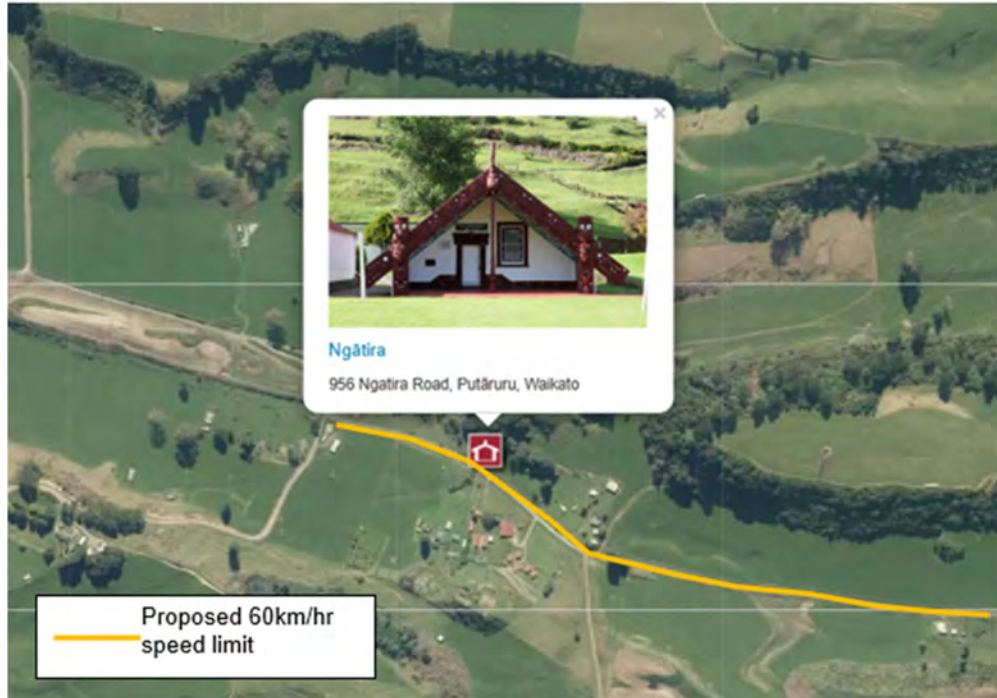 Ngātira
956 Ngatira Road, Putāruru, Waikato
Proposed 60km/hr
speed limit